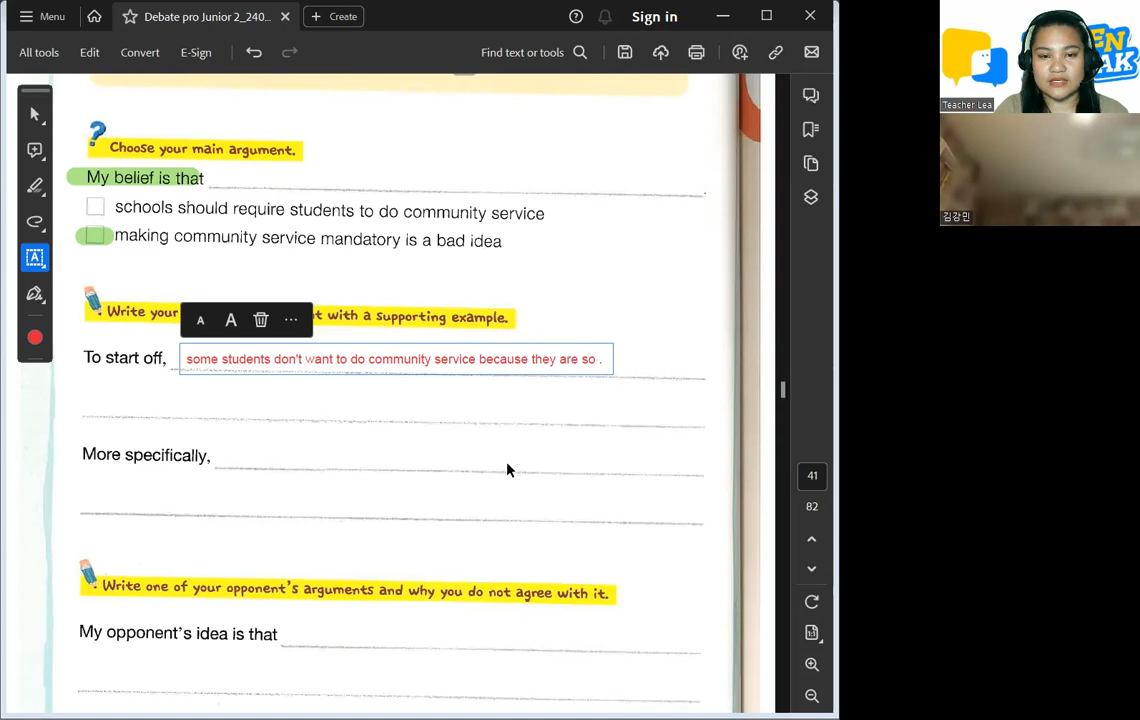 Menu
Debate pro Junior 2_240...
Create
Sign in
All tools
Edit
Convert
E-Sign
Find text or tools
EN
AK
Teacher Lea
김강민
? Choose your main argument.
My belief is that
schools should require students to do community service
making community service mandatory is a bad idea
Write your
t with a supporting example.
A A ...
To start off,
some students don't want to do community service because they are so .
More specifically,
41
82
Write one of your opponent's arguments and why you do not agree with it.
My opponent's idea is that